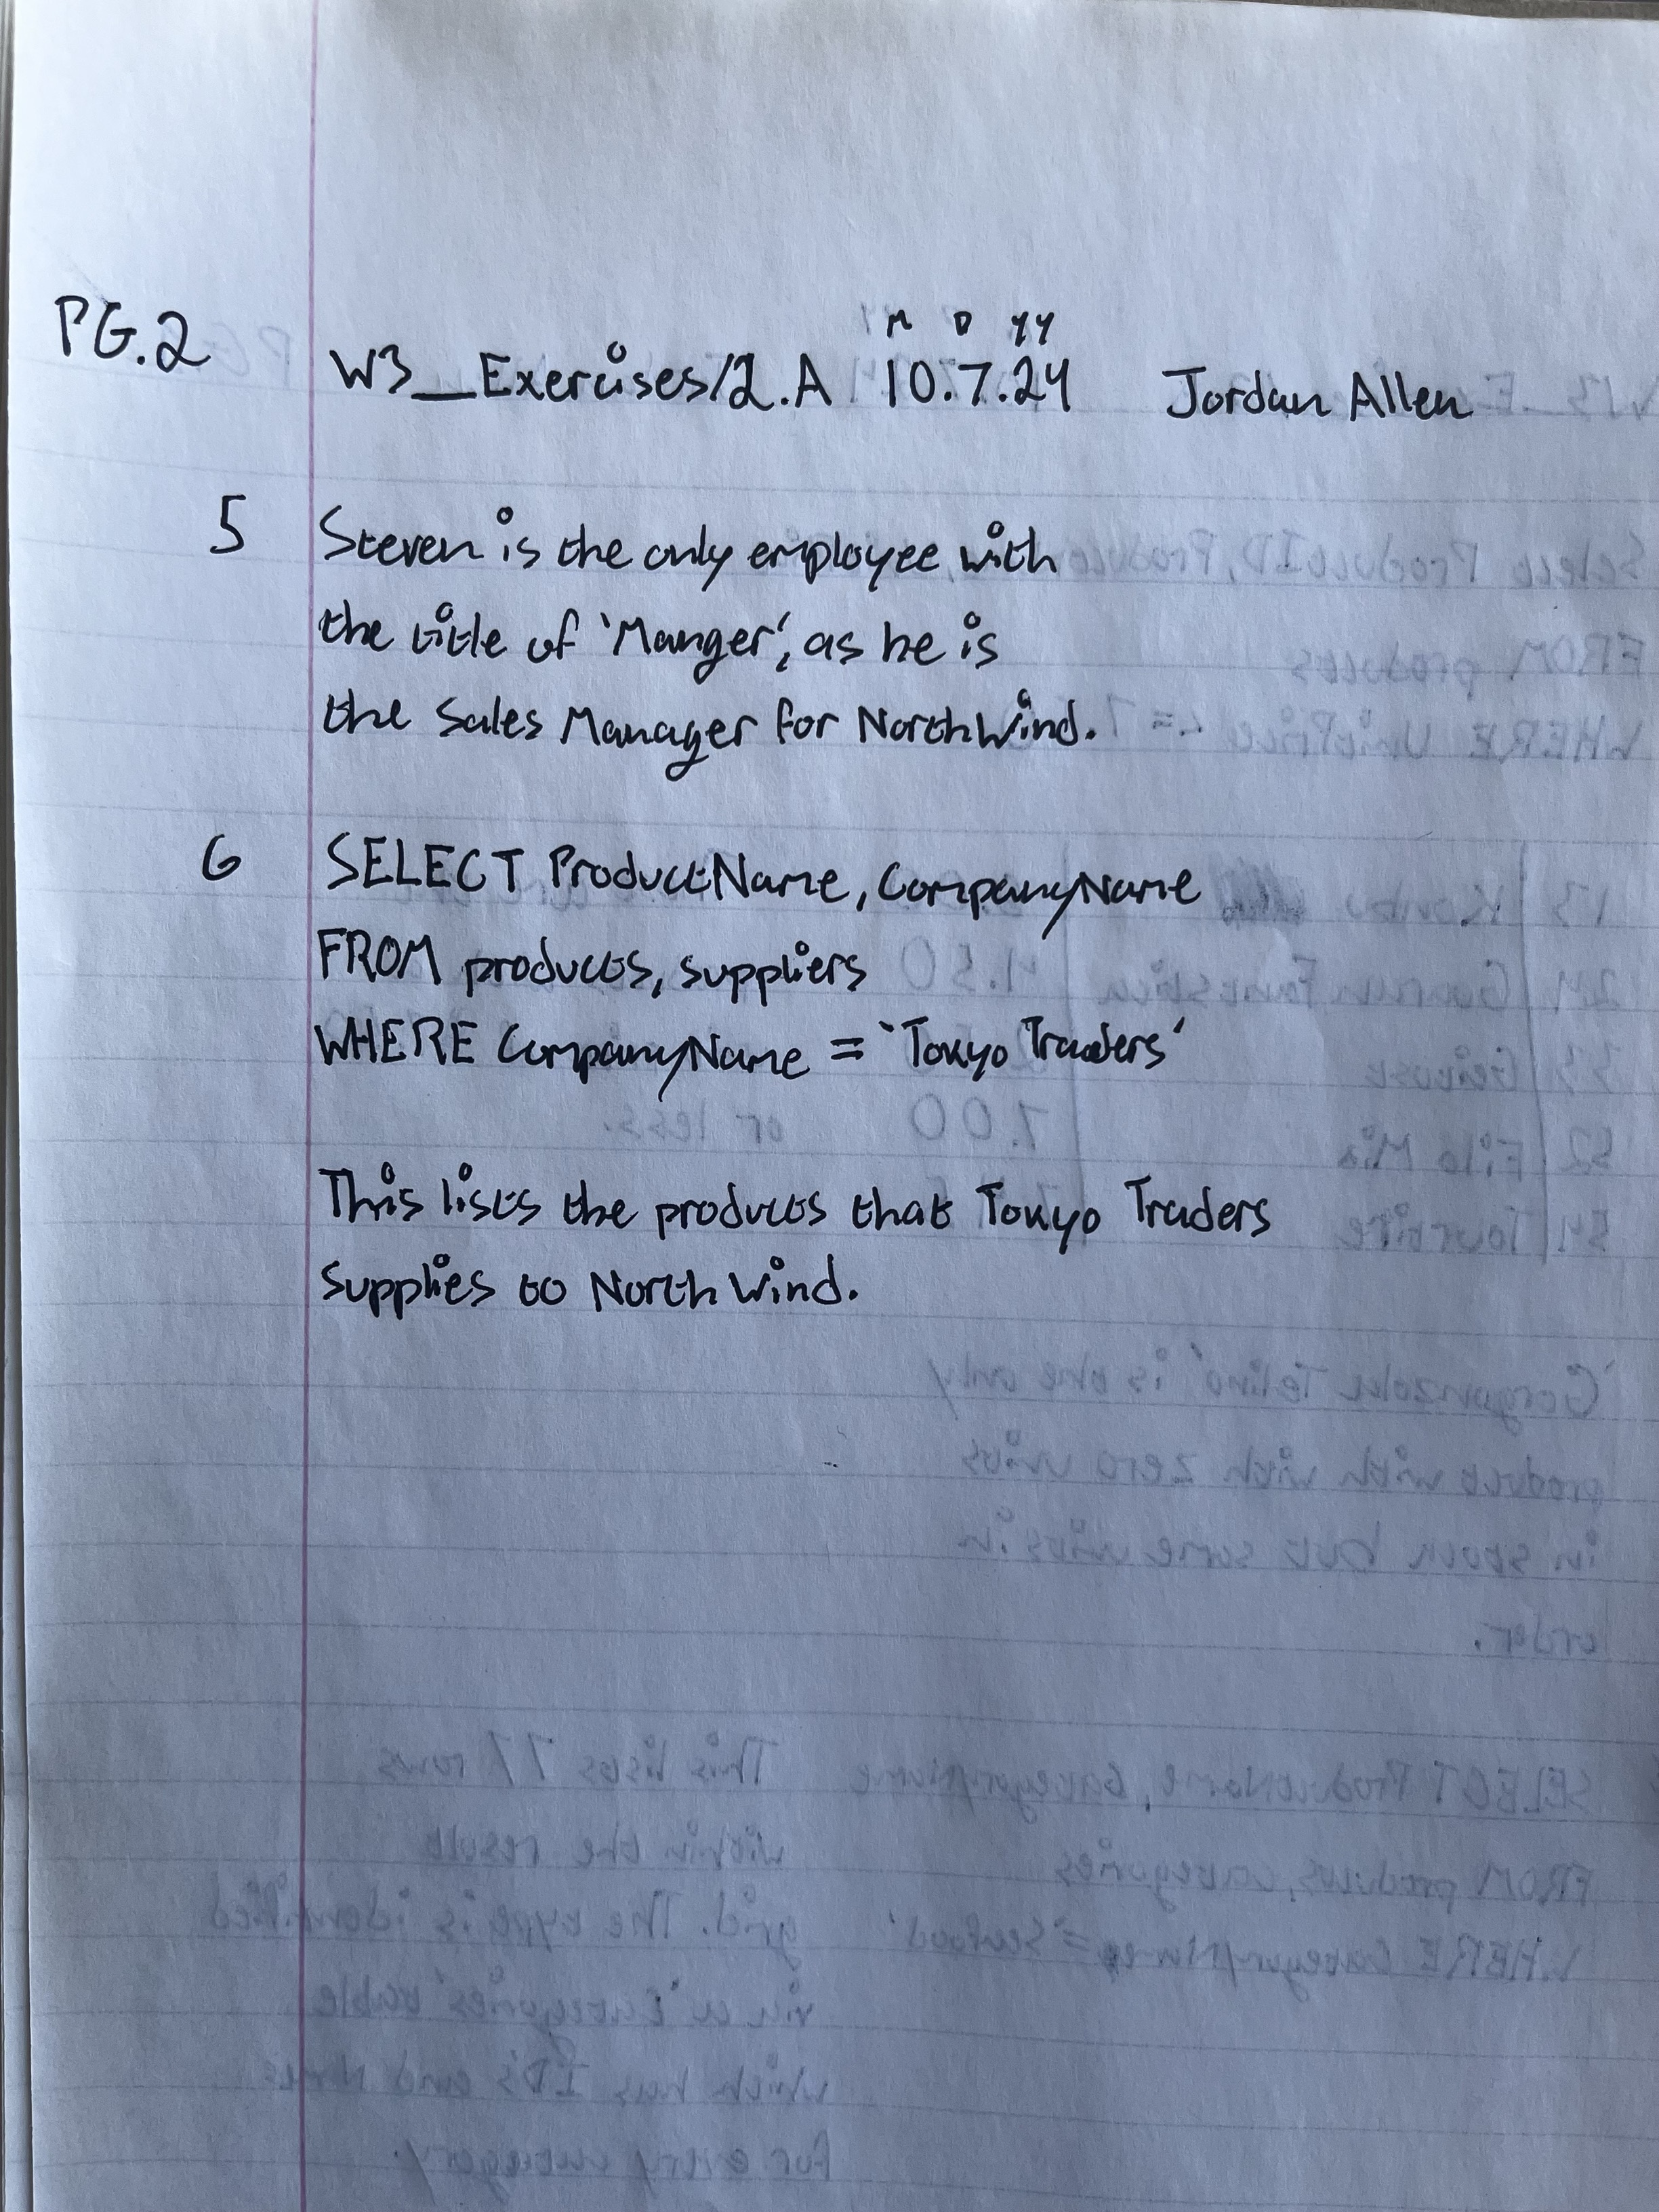 PG.2
M D YY
W3_Exercises/2.A 10.7.24 Jordan Allen
5 Steven is the only employee with
the title of 'Manger', as he is
the Sales Manager for NorthWind.
6 SELECT ProductName, CompanyName
FROM products, suppliers
WHERE CompanyName = 'Tokyo Traders'
This lists the products that Tokyo Traders
supplies to NorthWind.